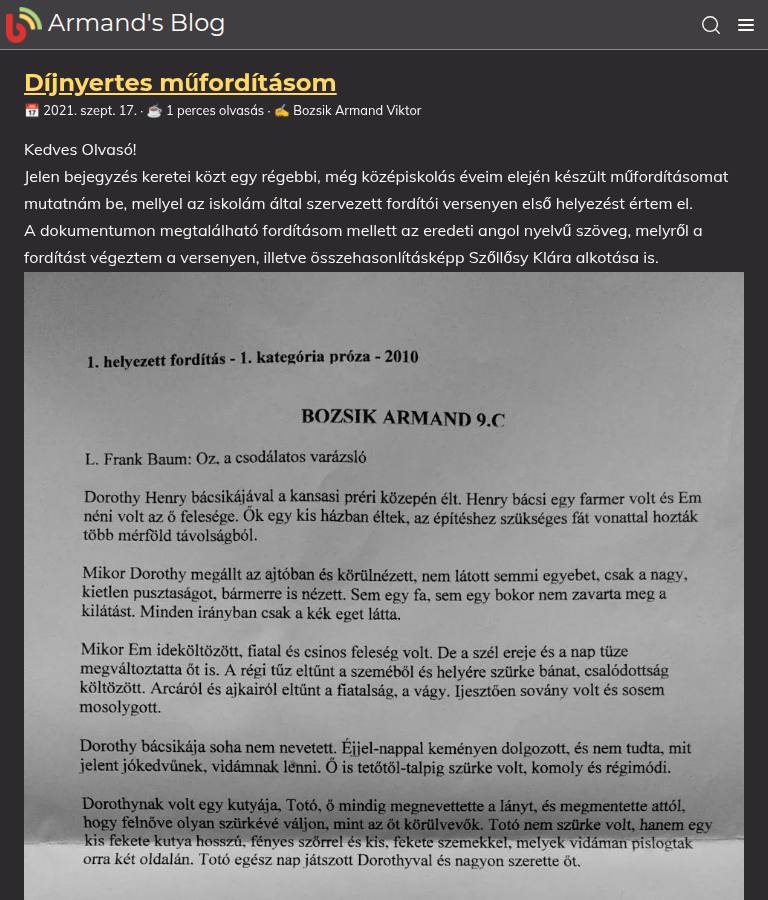 Armand's Blog
Díjnyertes műfordításom
2021. szept. 17. · 1 perces olvasás · Bozsik Armand Viktor
Kedves Olvasó!
Jelen bejegyzés keretei közt egy régebbi, még középiskolás éveim elején készült műfordításomat
mutatnám be, mellyel az iskolám által szervezett fordítói versenyen első helyezést értem el.
A dokumentumon megtalálható fordításom mellett az eredeti angol nyelvű szöveg, melyről a
fordítást végeztem a versenyen, illetve összehasonlításképp Szőllősy Klára alkotása is.
1. helyezett fordítás - 1. kategória próza - 2010
BOZSIK ARMAND 9.C
L. Frank Baum: Oz, a csodálatos varázsló
Dorothy Henry bácsikájával a kansasi préri közepén élt. Henry bácsi egy farmer volt és Em
néni volt az ő felesége. Ők egy kis házban éltek, az építéshez szükséges fát vonattal hozták
több mérföld távolságból.
Mikor Dorothy megállt az ajtóban és körülnézett, nem látott semmi egyebet, csak a nagy,
kietlen pusztaságot, bármerre is nézett. Sem egy fa, sem egy bokor nem zavarta meg a
kilátást. Minden irányban csak a kék eget látta.
Mikor Em ideköltözött, fiatal és csinos feleség volt. De a szél ereje és a nap tüze
megváltoztatta őt is. A régi tűz eltűnt a szeméből és helyére szürke bánat, csalódottság
költözött. Arcáról és ajkairól eltűnt a fiatalság, a vágy. Ijesztően sovány volt és sosem
mosolygott.
Dorothy bácsikája soha nem nevetett. Éjjel-nappal keményen dolgozott, és nem tudta, mit
jelent jókedvűnek, vidámnak lenni. Ő is tetőtől-talpig szürke volt, komoly és régimódi.
Dorothynak volt egy kutyája, Totó, ő mindig megnevettette a lányt, és megmentette attól,
hogy felnőve olyan szürkévé váljon, mint az őt körülvevők. Totó nem szürke volt, hanem egy
kis fekete kutya hosszú, fényes szőrrel és kis, fekete szemekkel, melyek vidáman pislogtak
orra két oldalán. Totó egész nap játszott Dorothyval és nagyon szerette őt.